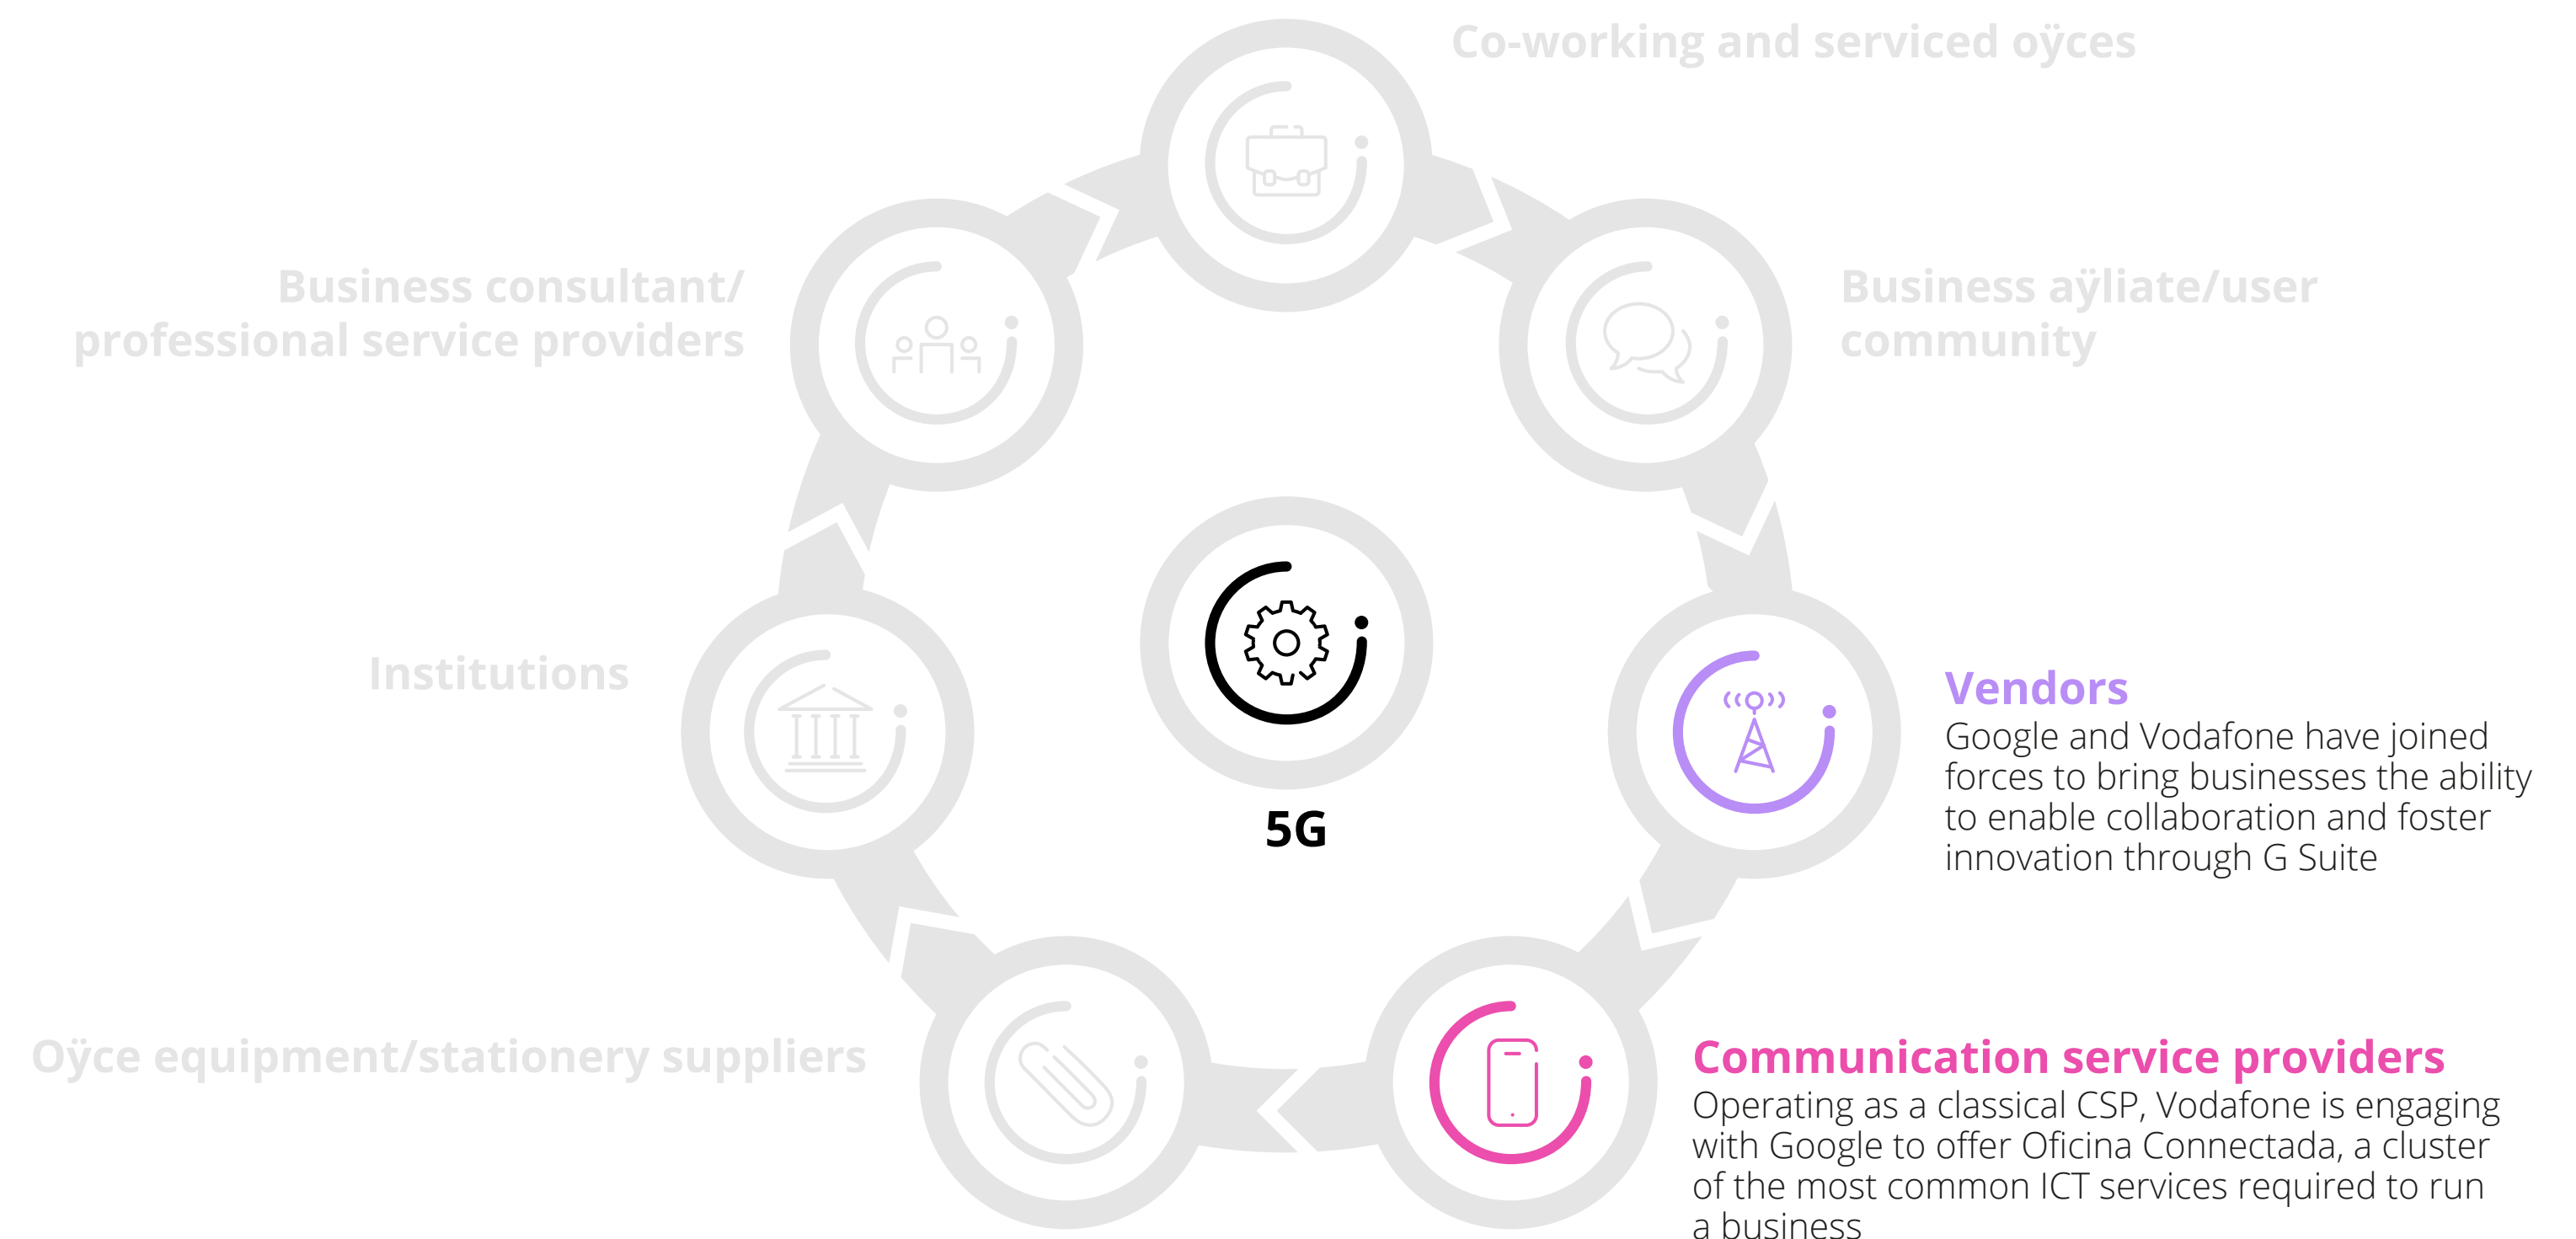 Co-working and serviced oÿces
Business consultant/
professional service providers
Business aÿliate/user
community
Institutions
5G
Vendors
Google and Vodafone have joined
forces to bring businesses the ability
to enable collaboration and foster
innovation through G Suite
Oÿce equipment/stationery suppliers
Communication service providers
Operating as a classical CSP, Vodafone is engaging
with Google to offer Oficina Connectada, a cluster
of the most common ICT services required to run
a business